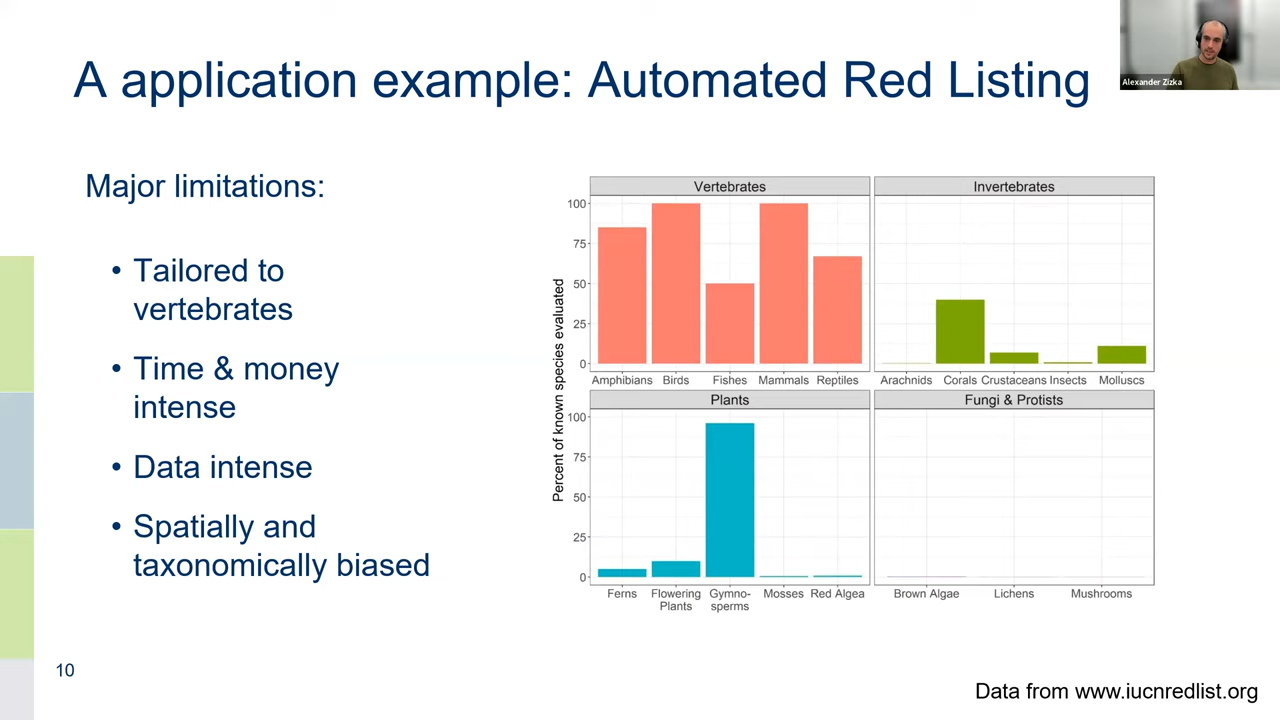 A application example: Automated Red Listing
Alexander Zizka
Major limitations:
• Tailored to
vertebrates
• Time & money
intense
• Data intense
• Spatially and
taxonomically biased
Percent of known species evaluated
Vertebrates
100
75
50
25
0
Amphibians Birds Fishes Mammals Reptiles
Invertebrates
Arachnids Corals Crustaceans Insects Molluscs
Plants
100
75
50
25
0
Ferns Flowering Gymno- Mosses Red Algea
Plants sperms
Fungi & Protists
Brown Algae Lichens Mushrooms
10
Data from www.iucnredlist.org